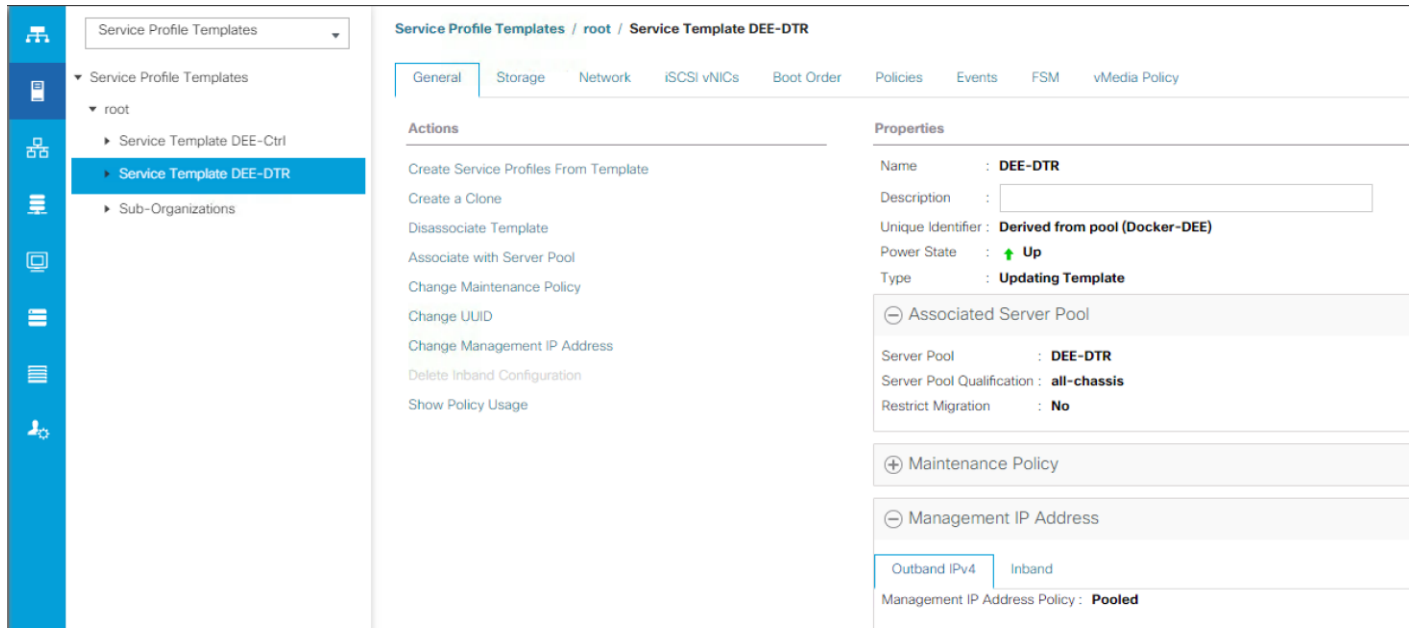 Service Profile Templates
Service Profile Templates
root
Service Template DEE-Ctrl
Service Template DEE-DTR
Sub-Organizations
Service Profile Templates / root / Service Template DEE-DTR
General Storage Network iSCSI vNICs Boot Order Policies Events FSM vMedia Policy
Actions
Create Service Profiles From Template
Create a Clone
Disassociate Template
Associate with Server Pool
Change Maintenance Policy
Change UUID
Change Management IP Address
Delete Inband Configuration
Show Policy Usage
Properties
Name : DEE-DTR
Description :
Unique Identifier : Derived from pool (Docker-DEE)
Power State : Up
Type : Updating Template
Associated Server Pool
Server Pool : DEE-DTR
Server Pool Qualification : all-chassis
Restrict Migration : No
Maintenance Policy
Management IP Address
Outband IPv4 Inband
Management IP Address Policy : Pooled